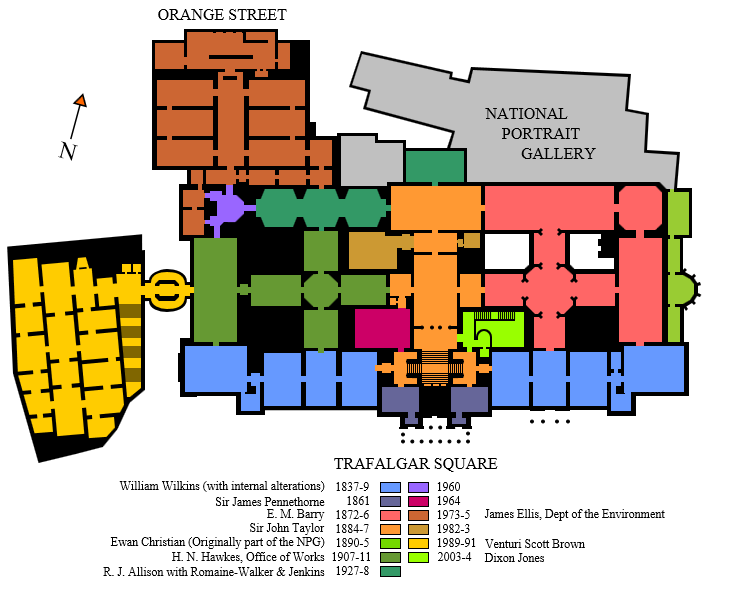 ORANGE STREET
NATIONAL
PORTRAIT
GALLERY
N
TRAFALGAR SQUARE
William Wilkins (with internal alterations) 1837-9 1960
Sir James Pennethorne 1861 1964
E. M. Barry 1872-6 1973-5 James Ellis, Dept of the Environment
Sir John Taylor 1884-7 1982-3
Ewan Christian (Originally part of the NPG) 1890-5 1989-91 Venturi Scott Brown
H. N. Hawkes, Office of Works 1907-11 2003-4 Dixon Jones
R. J. Allison with Romaine-Walker & Jenkins 1927-8